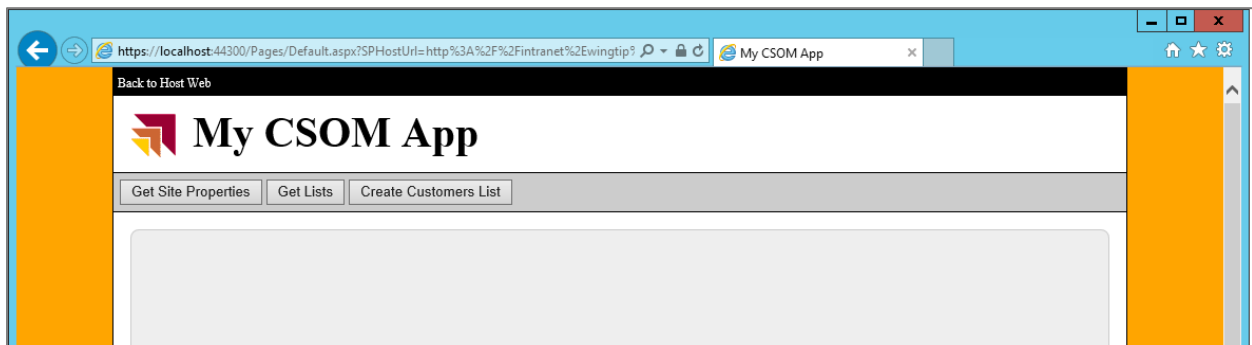 https://localhost:44300/Pages/Default.aspx?SPHostUrl=http%3A%2F%2Fintranet%2Ewingtip
My CSOM App
Back to Host Web
My CSOM App
Get Site Properties Get Lists Create Customers List